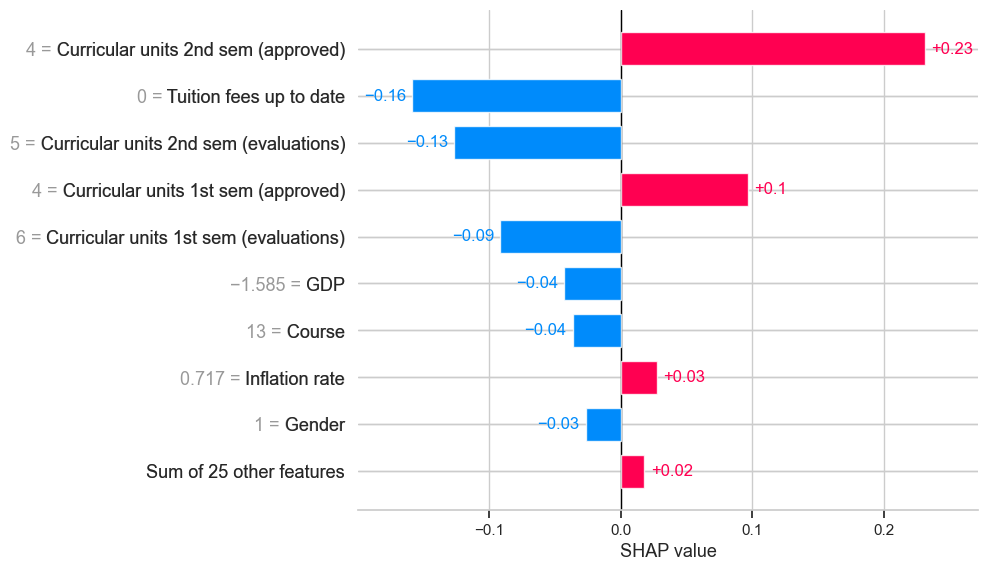 4 = Curricular units 2nd sem (approved) +0.23
0 = Tuition fees up to date −0.16
5 = Curricular units 2nd sem (evaluations) −0.13
4 = Curricular units 1st sem (approved) +0.1
6 = Curricular units 1st sem (evaluations) −0.09
−1.585 = GDP −0.04
13 = Course −0.04
0.717 = Inflation rate +0.03
1 = Gender −0.03
Sum of 25 other features +0.02
−0.1 0.0 0.1 0.2
SHAP value